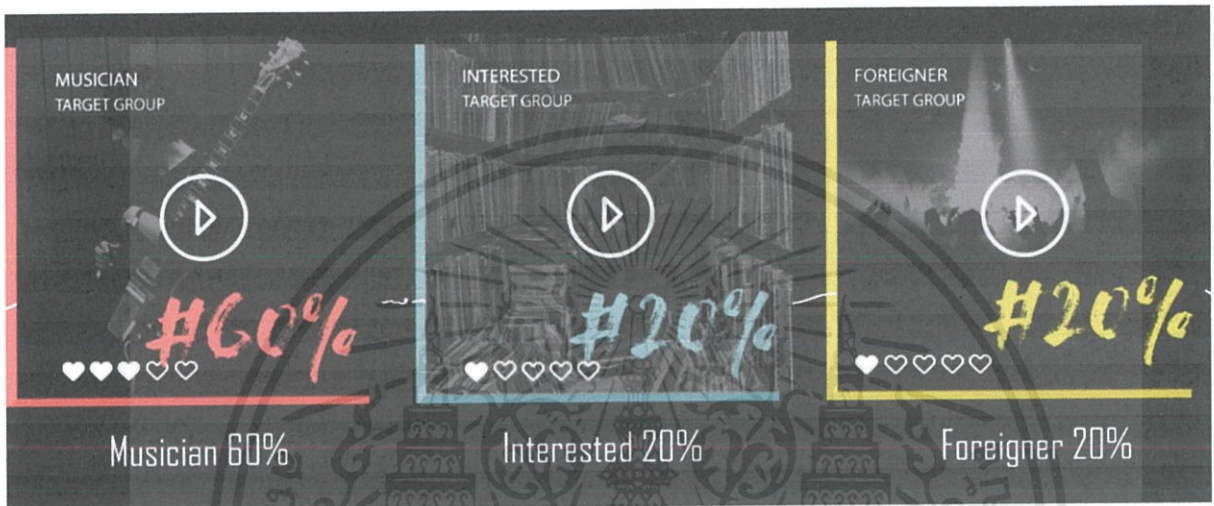 MUSICIAN
TARGET GROUP
#60%
Musician 60%
INTERESTED
TARGET GROUP
#20%
Interested 20%
FOREIGNER
TARGET GROUP
#20%
Foreigner 20%